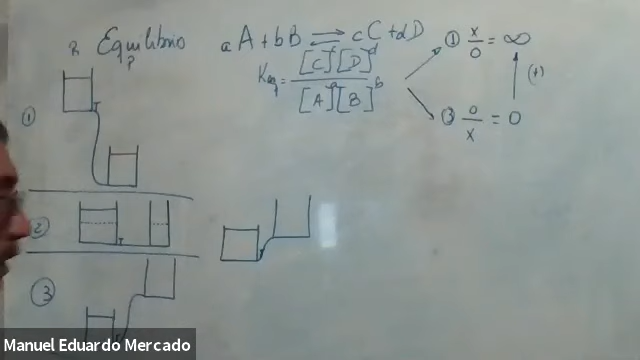 R Equilibrio aA + bB ⇌ cC + dD
P
Keq = [C]^c [D]^d / [A]^a [B]^b
① x/0 = ∞
(+)
③ 0/x = 0
①
②
③
Manuel Eduardo Mercado